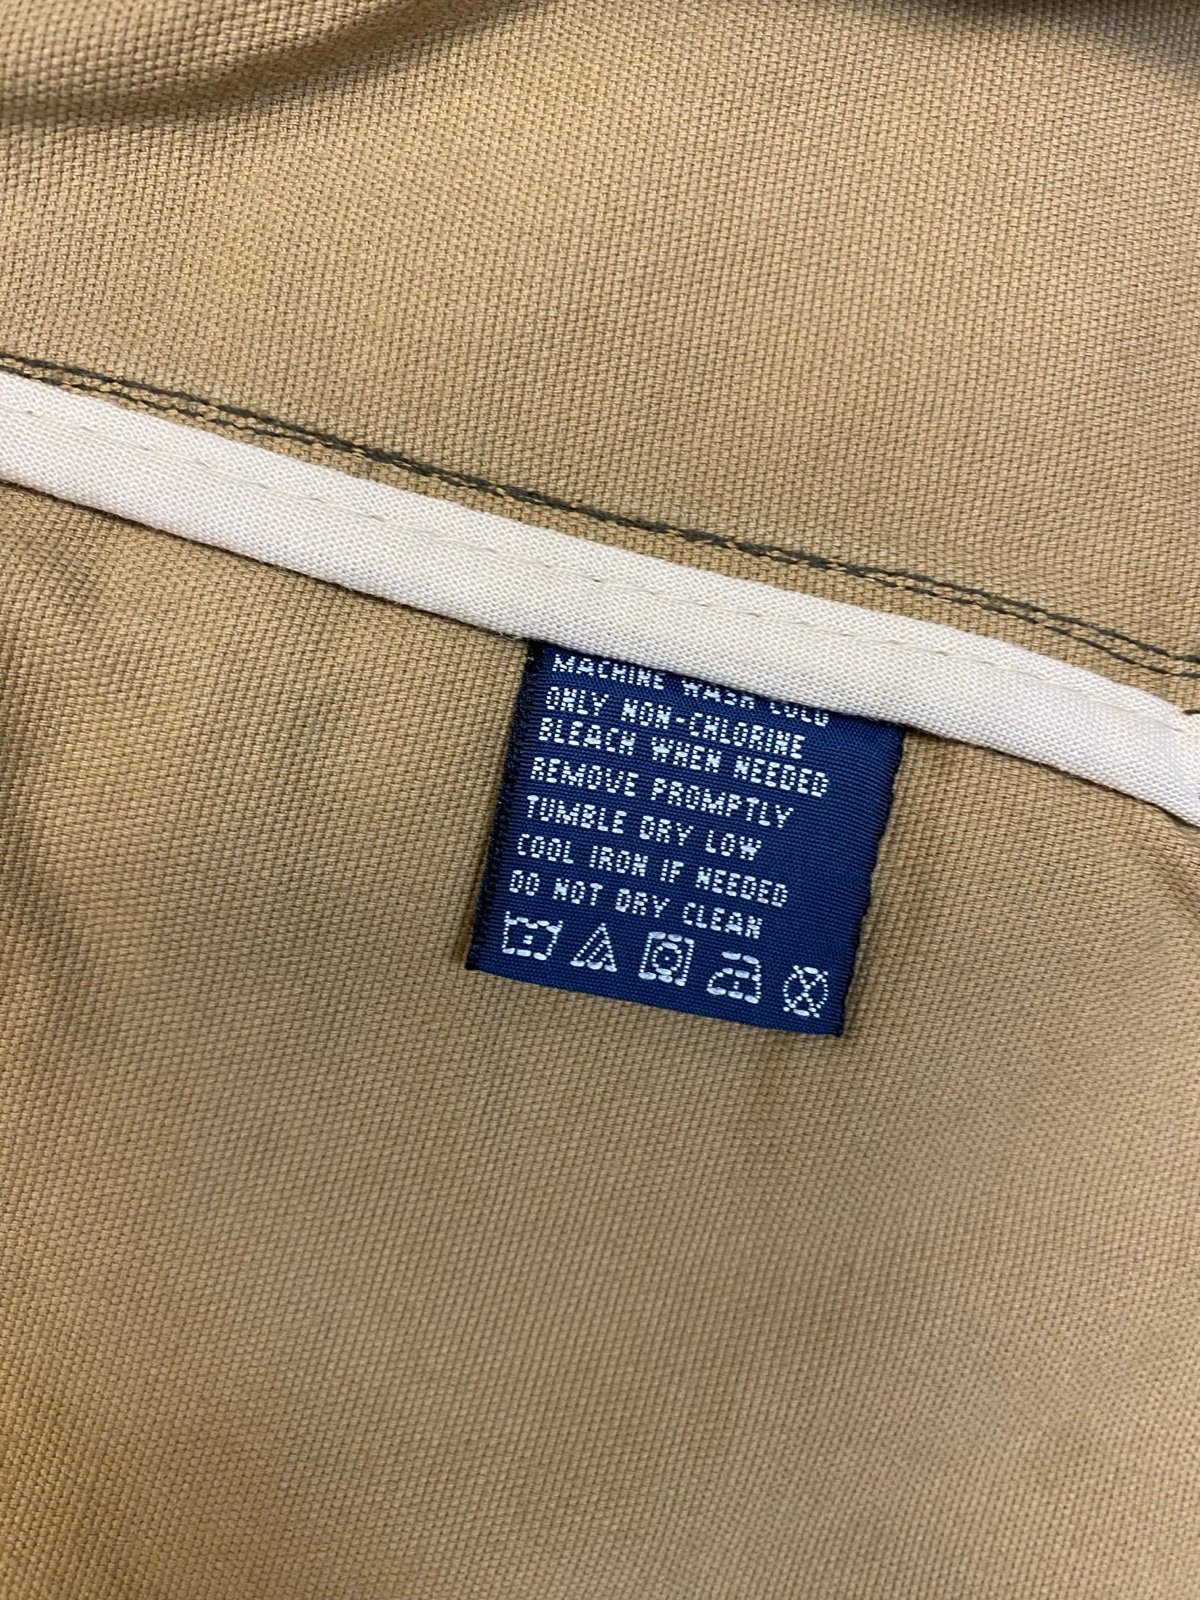 MACHINE WASH COLD
ONLY NON-CHLORINE
BLEACH WHEN NEEDED
REMOVE PROMPTLY
TUMBLE DRY LOW
COOL IRON IF NEEDED
DO NOT DRY CLEAN